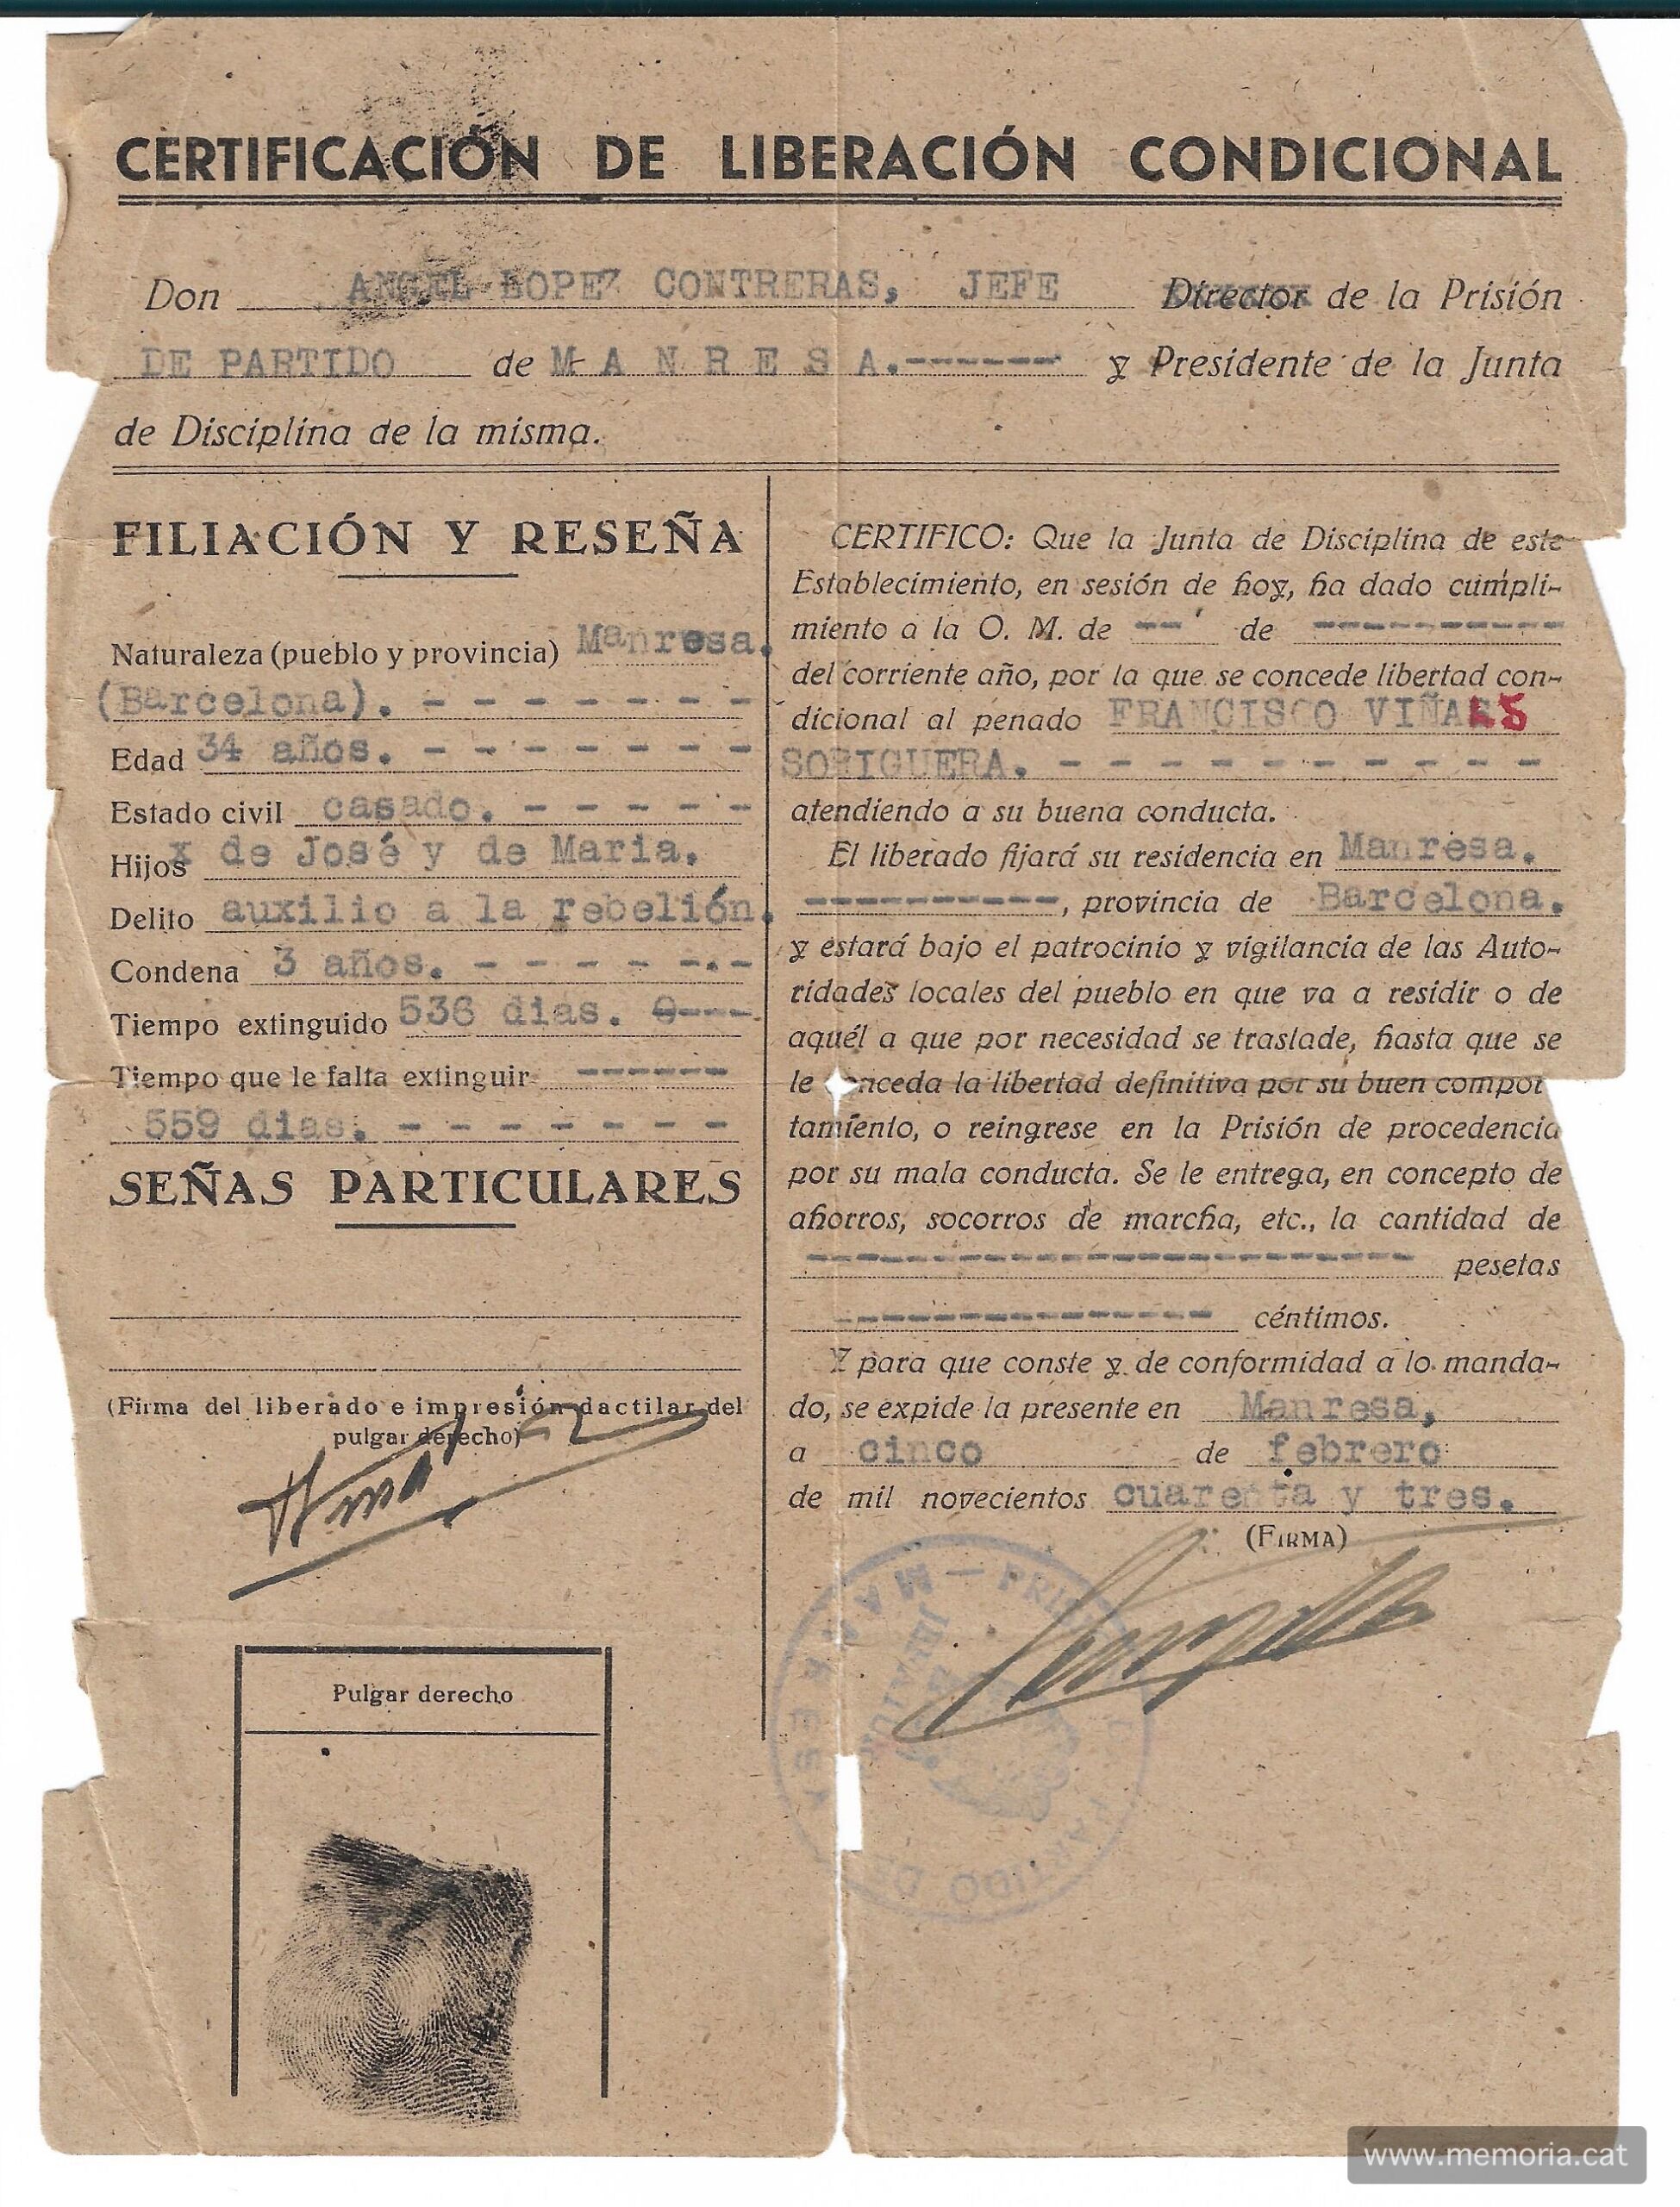 CERTIFICACIÓN DE LIBERACIÓN CONDICIONAL
Don ANGEL LOPEZ CONTRERAS, JEFE Director de la Prisión
DE PARTIDO de M A N R E S A.------ y Presidente de la Junta
de Disciplina de la misma.
FILIACIÓN Y RESEÑA
Naturaleza (pueblo y provincia) Manresa.
(Barcelona). - - - - - - -
Edad 34 años. - - - - - - -
Estado civil casado. - - - - -
Hijos x de José y de Maria.
Delito auxilio a la rebelión.
Condena 3 años. - - - - - -.-
Tiempo extinguido 536 dias. 0---
Tiempo que le falta extinguir ------
559 dias. - - - - - - -
SEÑAS PARTICULARES
(Firma del liberado e impresión dactilar del
pulgar derecho)
Pulgar derecho
CERTIFICO: Que la Junta de Disciplina de este
Establecimiento, en sesión de hoy, ha dado cumpli-
miento a la O. M. de -- de ----------
del corriente año, por la que se concede libertad con-
dicional al penado FRANCISCO VIÑALS
SORIGUERA. - - - - - - - - - -
atendiendo a su buena conducta.
El liberado fijará su residencia en Manresa.
----------, provincia de Barcelona.
y estará bajo el patrocinio y vigilancia de las Auto-
ridades locales del pueblo en que va a residir o de
aquél a que por necesidad se traslade, hasta que se
le conceda la libertad definitiva por su buen compor
tamiento, o reingrese en la Prisión de procedencia
por su mala conducta. Se le entrega, en concepto de
ahorros, socorros de marcha, etc., la cantidad de
------------------------ pesetas
--------------- céntimos.
Y para que conste y de conformidad a lo manda-
do, se expide la presente en Manresa,
a cinco de febrero
de mil novecientos cuarenta y tres.
(FIRMA)
PRISIÓN DE PARTIDO DE MANRESA
www.memoria.cat